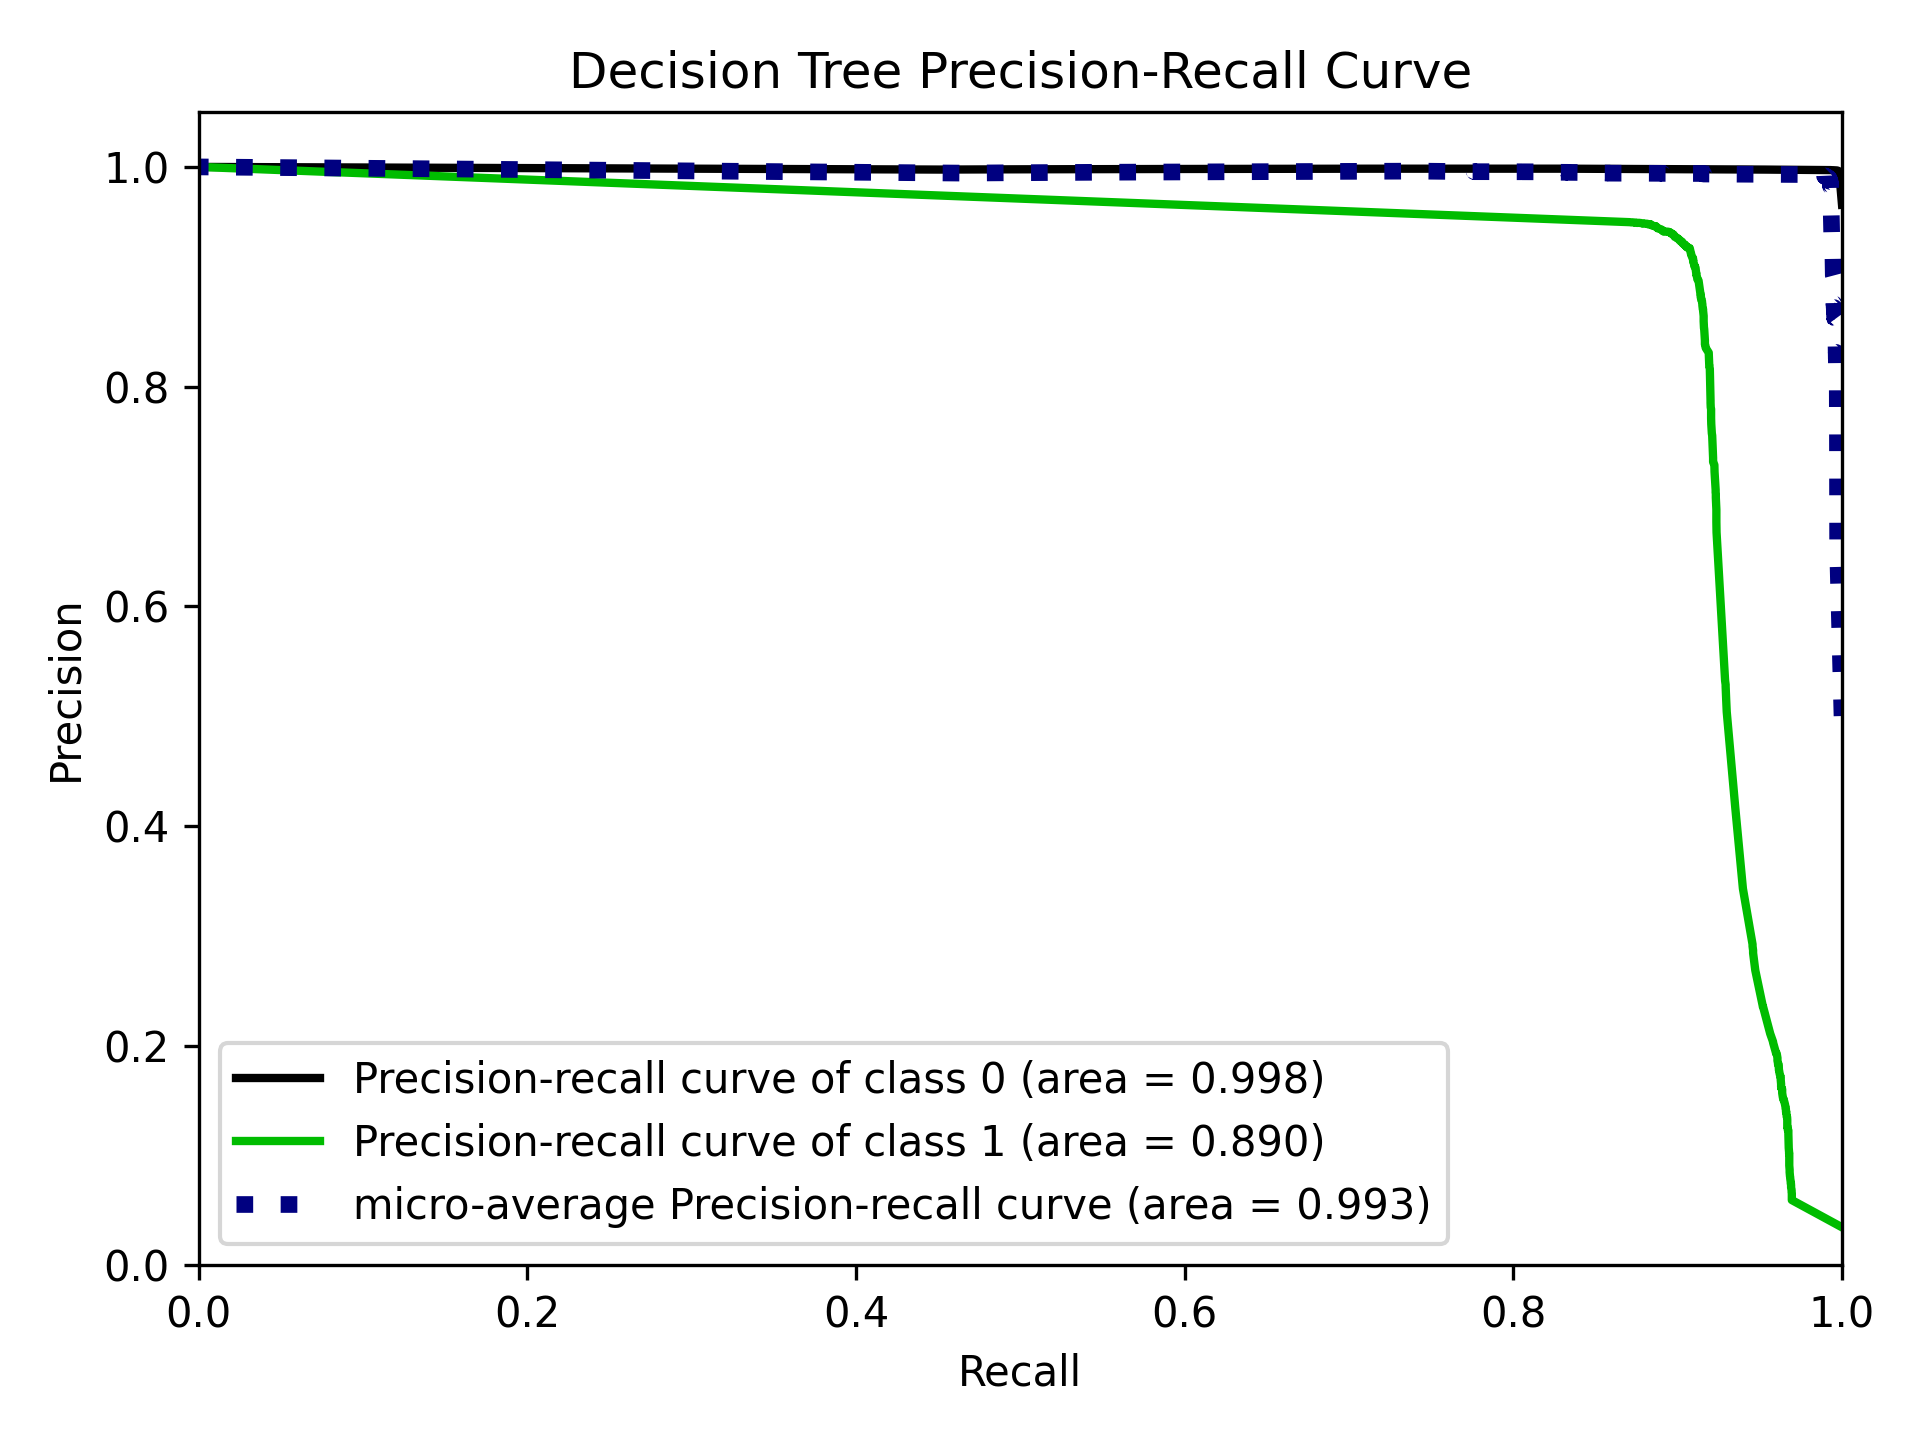 Decision Tree Precision-Recall Curve
1.0
0.8
0.6
0.4
0.2
0.0
Precision
Precision-recall curve of class 0 (area = 0.998)
Precision-recall curve of class 1 (area = 0.890)
micro-average Precision-recall curve (area = 0.993)
0.0 0.2 0.4 0.6 0.8 1.0
Recall